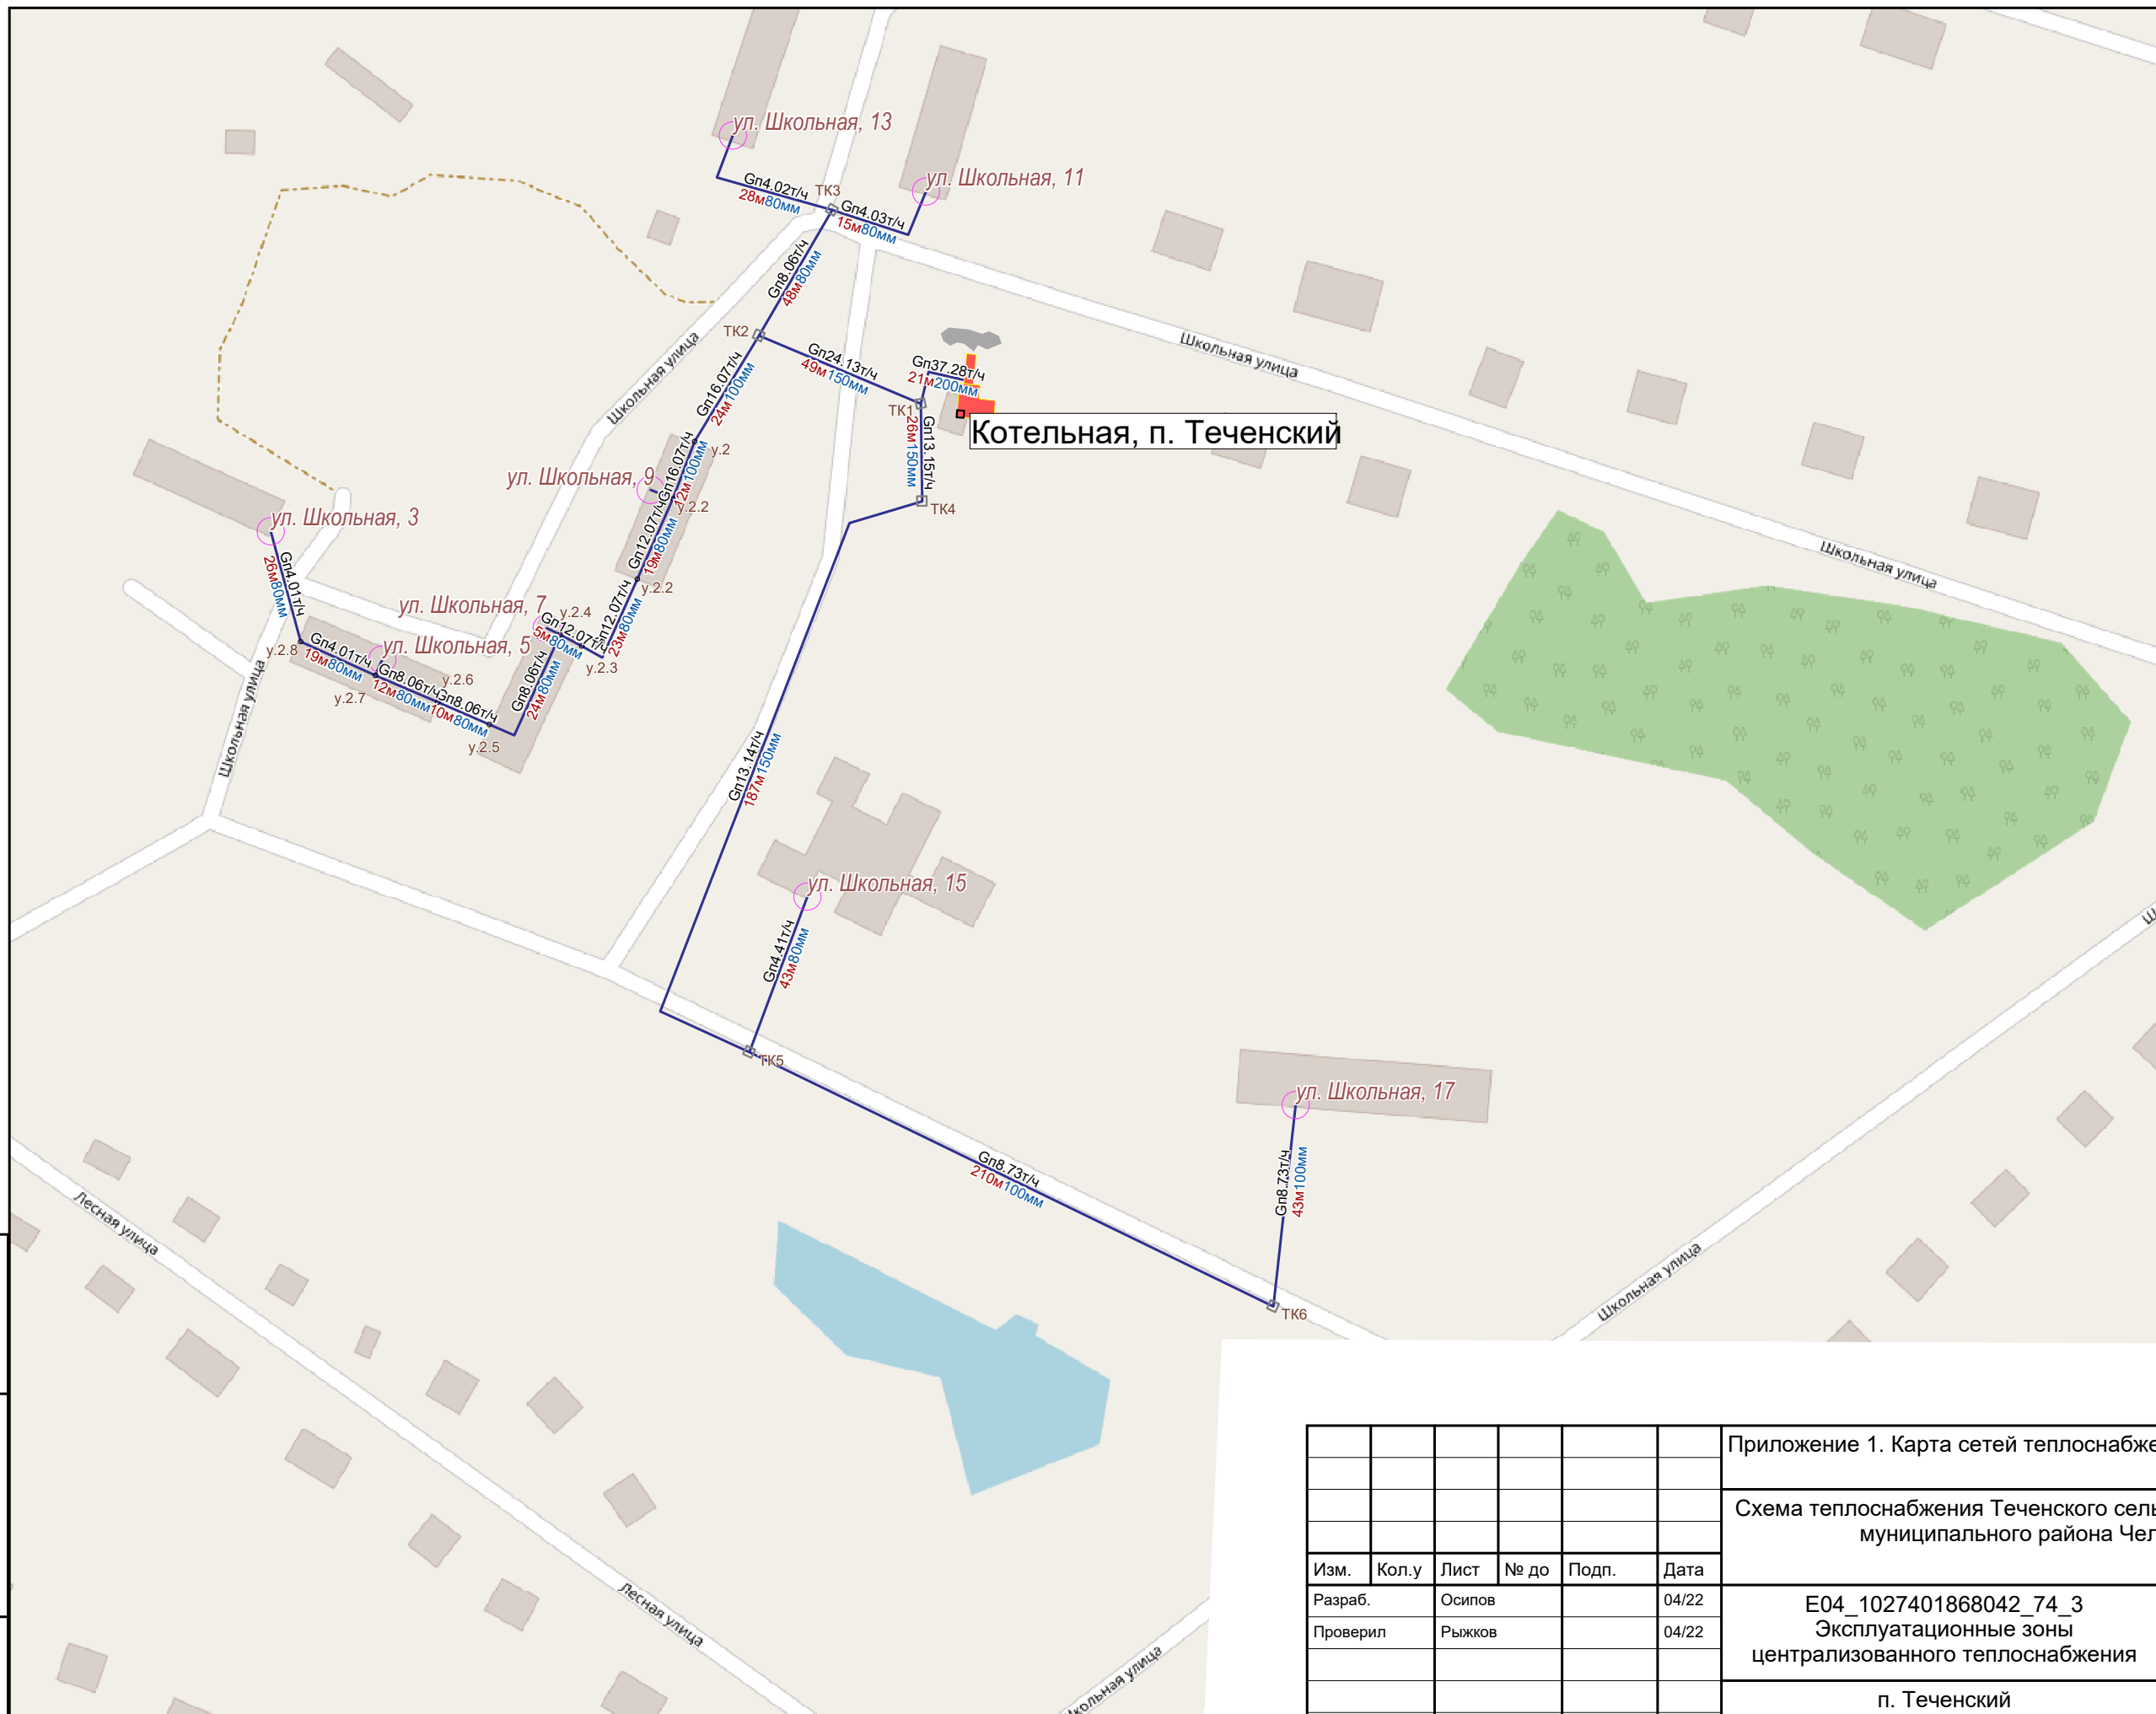 ул. Школьная, 13
ул. Школьная, 11
Gп4.02т/ч
28м80мм
ТК3
Gп4.03т/ч
15м80мм
Gп8.06т/ч
48м80мм
ТК2
Gп24.13т/ч
49м150мм
Gп37.28т/ч
21м200мм
ТК1
Школьная улица
Школьная улица
Gп16.07т/ч
24м100мм
Gп13.15т/ч
26м150мм
Котельная, п. Теченский
у.2
Gп16.07т/ч
12м100мм
ул. Школьная, 9
у.2.2
ТК4
ул. Школьная, 3
Gп12.07т/ч
19м80мм
у.2.2
Школьная улица
Gп4.01т/ч
26м80мм
ул. Школьная, 7
у.2.4
Gп12.07т/ч
23м80мм
Gп12.07т/ч
5м80мм
у.2.3
ул. Школьная, 5
у.2.8
Gп4.01т/ч
19м80мм
у.2.6
у.2.7
Gп8.06т/ч
12м80мм
Gп8.06т/ч
10м80мм
Gп8.06т/ч
24м80мм
у.2.5
Школьная улица
Gп13.14т/ч
187м150мм
ул. Школьная, 15
Gп4.41т/ч
43м80мм
ТК5
ул. Школьная, 17
Gп8.73т/ч
210м100мм
Gп8.73т/ч
43м100мм
ТК6
Лесная улица
Школьная улица
Лесная улица
Приложение 1. Карта сетей теплоснабже
Схема теплоснабжения Теченского сель
муниципального района Чел
Изм. Кол.у Лист № до Подп. Дата
Разраб. Осипов 04/22
Проверил Рыжков 04/22
Е04_1027401868042_74_3
Эксплуатационные зоны
централизованного теплоснабжения
п. Теченский